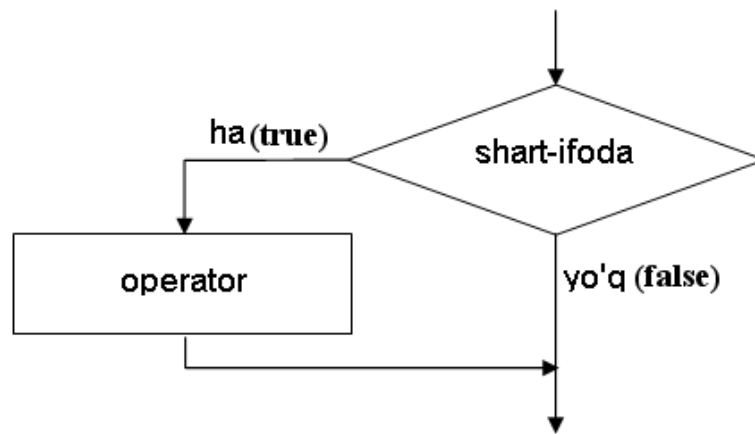 ha (true)
shart-ifoda
operator
yo'q (false)